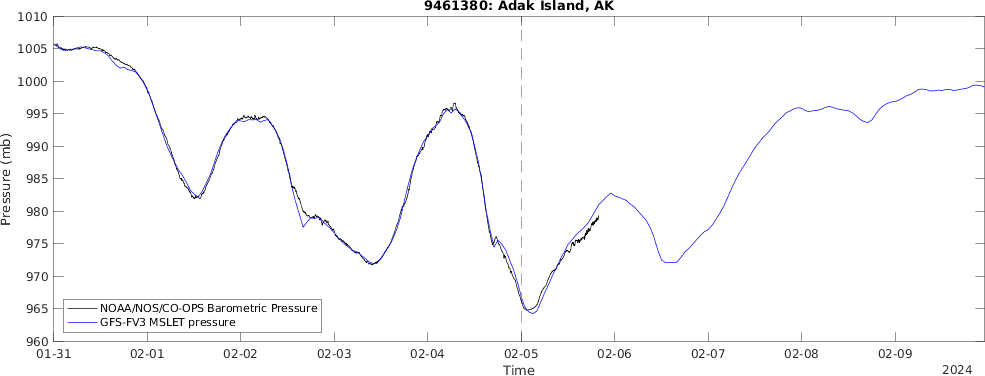 9461380: Adak Island, AK
1010
1005
1000
995
990
985
980
975
970
965
960
Pressure (mb)
NOAA/NOS/CO-OPS Barometric Pressure
GFS-FV3 MSLET pressure
01-31 02-01 02-02 02-03 02-04 02-05 02-06 02-07 02-08 02-09
Time
2024